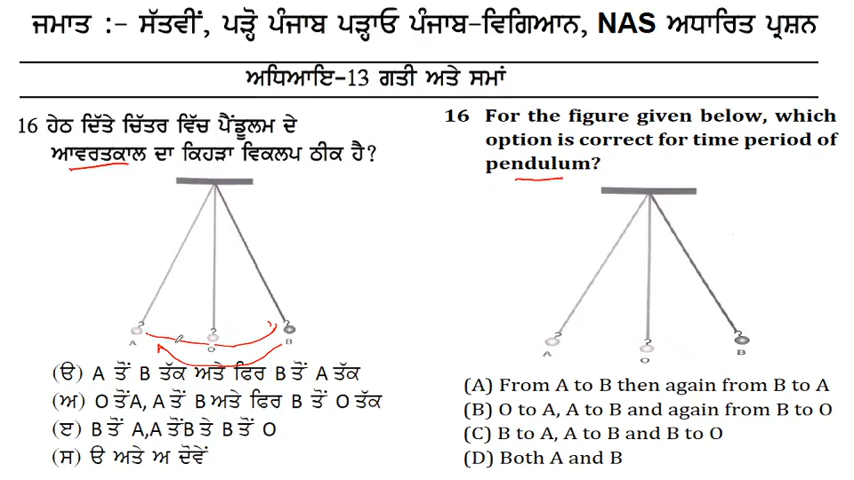 ਜਮਾਤ :- ਸੱਤਵੀਂ, ਪੜ੍ਹੋ ਪੰਜਾਬ ਪੜ੍ਹਾਓ ਪੰਜਾਬ-ਵਿਗਿਆਨ, NAS ਅਧਾਰਿਤ ਪ੍ਰਸ਼ਨ
ਅਧਿਆਇ-13 ਗਤੀ ਅਤੇ ਸਮਾਂ
16 ਹੇਠ ਦਿੱਤੇ ਚਿੱਤਰ ਵਿੱਚ ਪੈਂਡੂਲਮ ਦੇ
ਆਵਰਤਕਾਲ ਦਾ ਕਿਹੜਾ ਵਿਕਲਪ ਠੀਕ ਹੈ?
A
O
B
(ੳ) A ਤੋਂ B ਤੱਕ ਅਤੇ ਫਿਰ B ਤੋਂ A ਤੱਕ
(ਅ) O ਤੋਂA, A ਤੋਂ B ਅਤੇ ਫਿਰ B ਤੋਂ O ਤੱਕ
(ੲ) B ਤੋਂ A,A ਤੋਂB ਤੇ B ਤੋਂ O
(ਸ) ੳ ਅਤੇ ਅ ਦੋਵੇਂ
16 For the figure given below, which
option is correct for time period of
pendulum?
A
O
B
(A) From A to B then again from B to A
(B) O to A, A to B and again from B to O
(C) B to A, A to B and B to O
(D) Both A and B